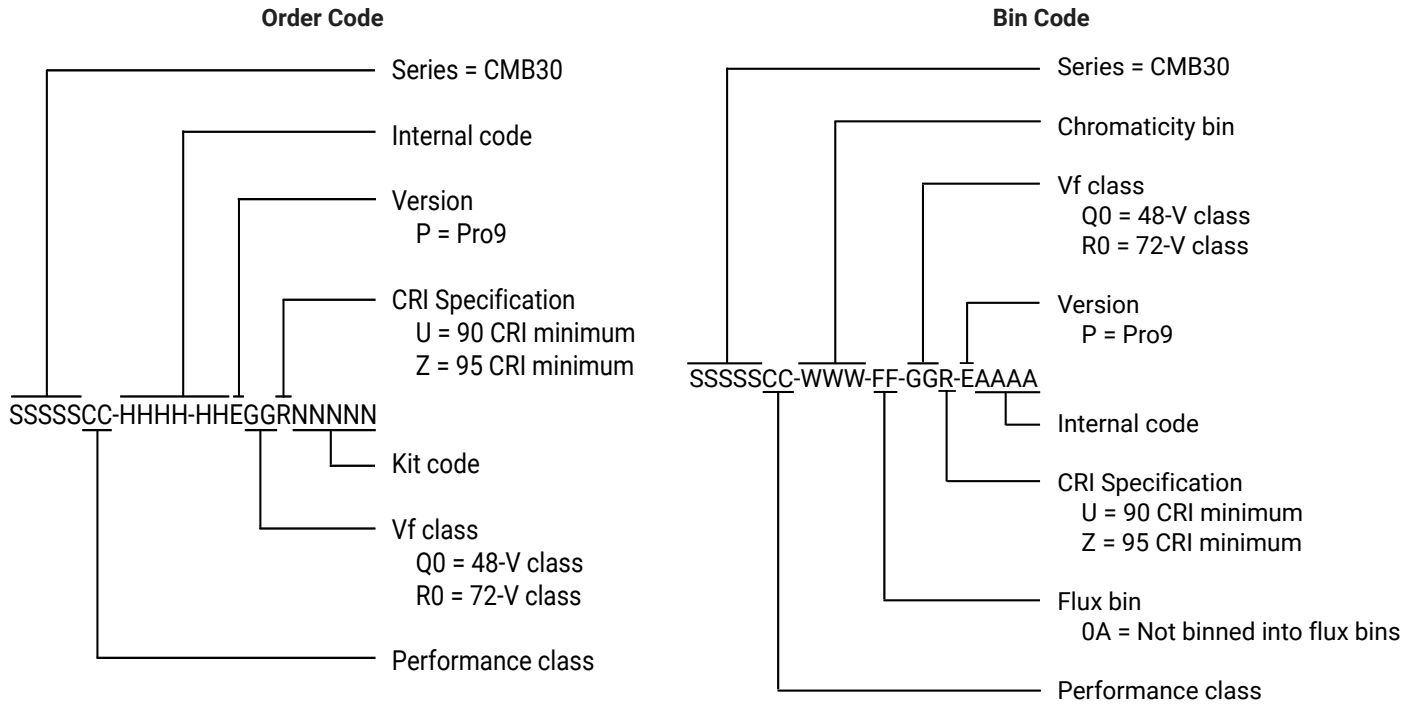 Order Code
Series = CMB30
Internal code
Version
P = Pro9
CRI Specification
U = 90 CRI minimum
Z = 95 CRI minimum
SSSSSCC-HHHH-HHEGGRNNNNN
Kit code
Vf class
Q0 = 48-V class
R0 = 72-V class
Performance class
Bin Code
Series = CMB30
Chromaticity bin
Vf class
Q0 = 48-V class
R0 = 72-V class
Version
P = Pro9
SSSSSCC-WWW-FF-GGR-EAAAA
Internal code
CRI Specification
U = 90 CRI minimum
Z = 95 CRI minimum
Flux bin
0A = Not binned into flux bins
Performance class